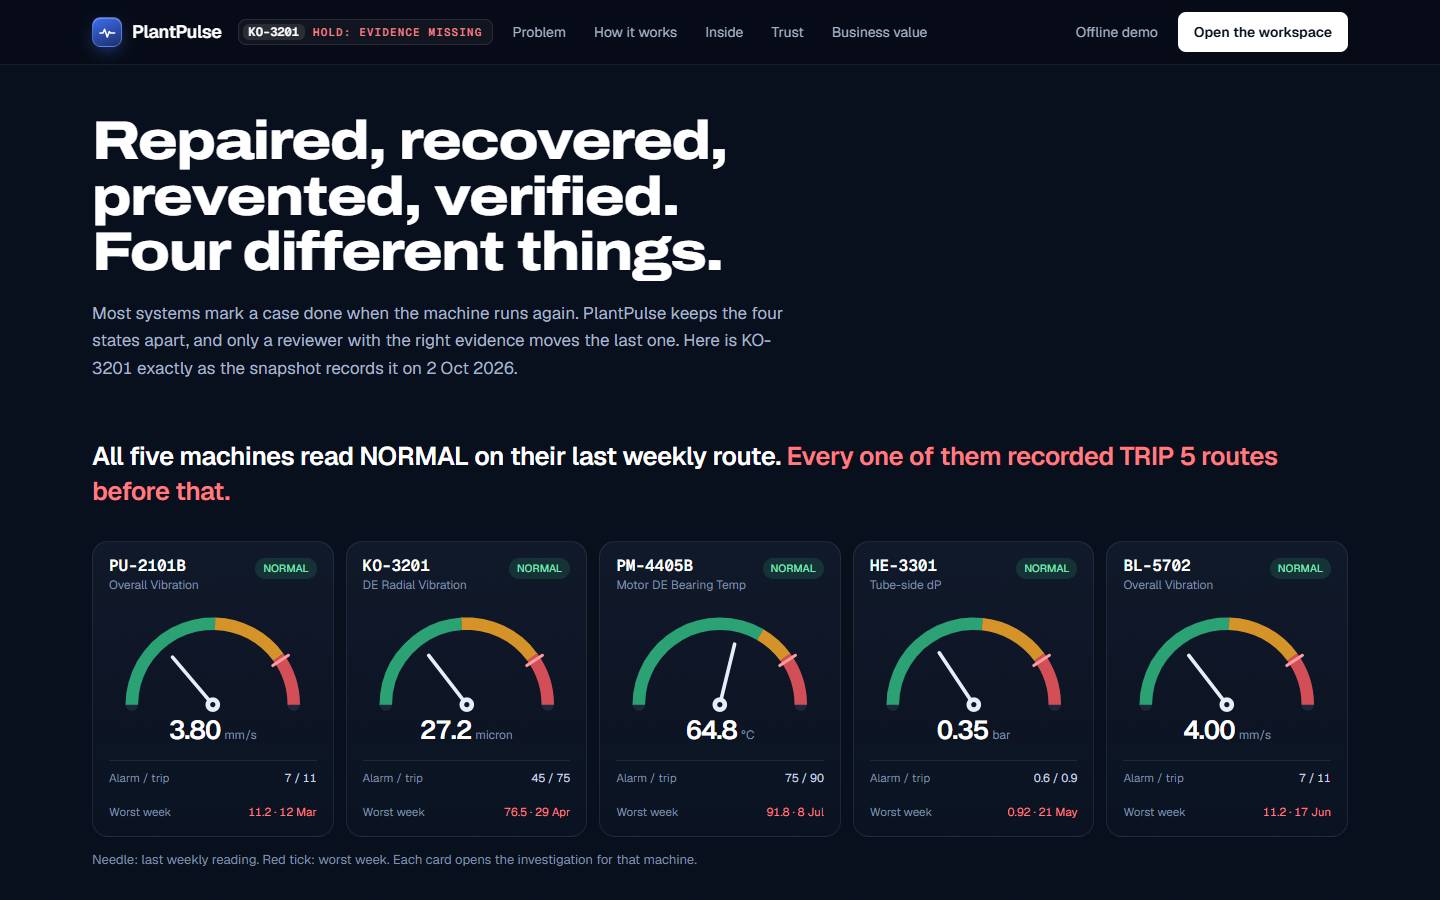 PlantPulse
KO-3201 HOLD: EVIDENCE MISSING
Problem
How it works
Inside
Trust
Business value
Offline demo
Open the workspace
Repaired, recovered,
prevented, verified.
Four different things.
Most systems mark a case done when the machine runs again. PlantPulse keeps the four
states apart, and only a reviewer with the right evidence moves the last one. Here is KO-
3201 exactly as the snapshot records it on 2 Oct 2026.
All five machines read NORMAL on their last weekly route. Every one of them recorded TRIP 5 routes
before that.
PU-2101B
NORMAL
Overall Vibration
3.80 mm/s
Alarm / trip 7 / 11
Worst week 11.2 · 12 Mar
KO-3201
NORMAL
DE Radial Vibration
27.2 micron
Alarm / trip 45 / 75
Worst week 76.5 · 29 Apr
PM-4405B
NORMAL
Motor DE Bearing Temp
64.8 °C
Alarm / trip 75 / 90
Worst week 91.8 · 8 Jul
HE-3301
NORMAL
Tube-side dP
0.35 bar
Alarm / trip 0.6 / 0.9
Worst week 0.92 · 21 May
BL-5702
NORMAL
Overall Vibration
4.00 mm/s
Alarm / trip 7 / 11
Worst week 11.2 · 17 Jun
Needle: last weekly reading. Red tick: worst week. Each card opens the investigation for that machine.